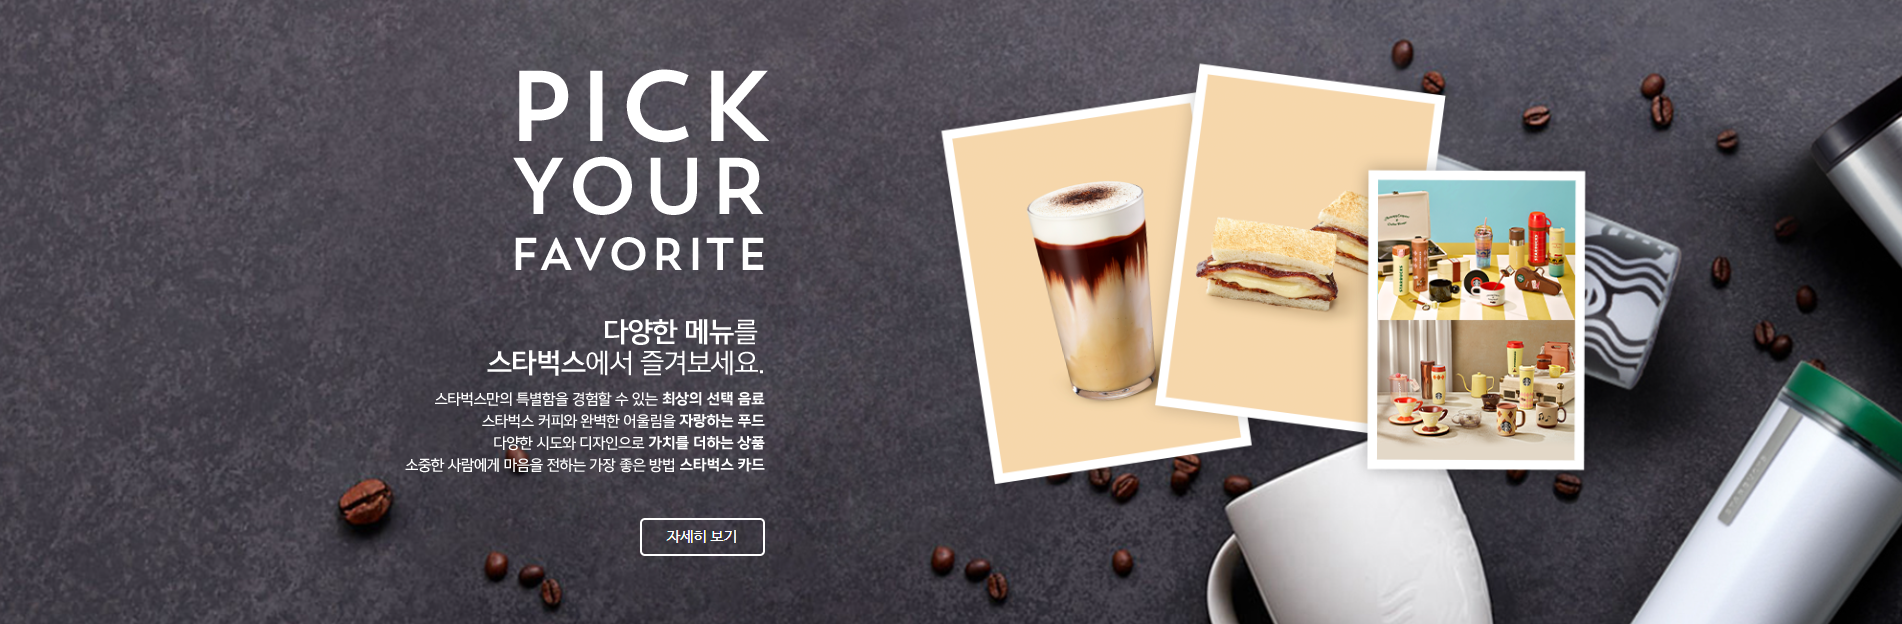 PICK
YOUR
FAVORITE
다양한 메뉴를
스타벅스에서 즐겨보세요.
스타벅스만의 특별함을 경험할 수 있는 최상의 선택 음료
스타벅스 커피와 완벽한 어울림을 자랑하는 푸드
다양한 시도와 디자인으로 가치를 더하는 상품
소중한 사람에게 마음을 전하는 가장 좋은 방법 스타벅스 카드
자세히 보기